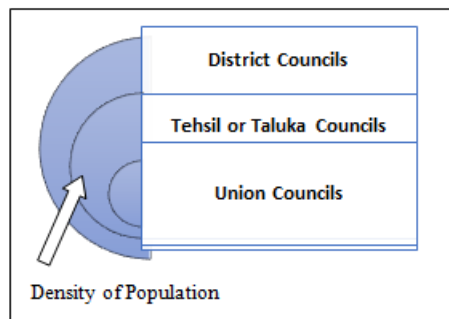 District Councils
Tehsil or Taluka Councils
Union Councils
Density of Population